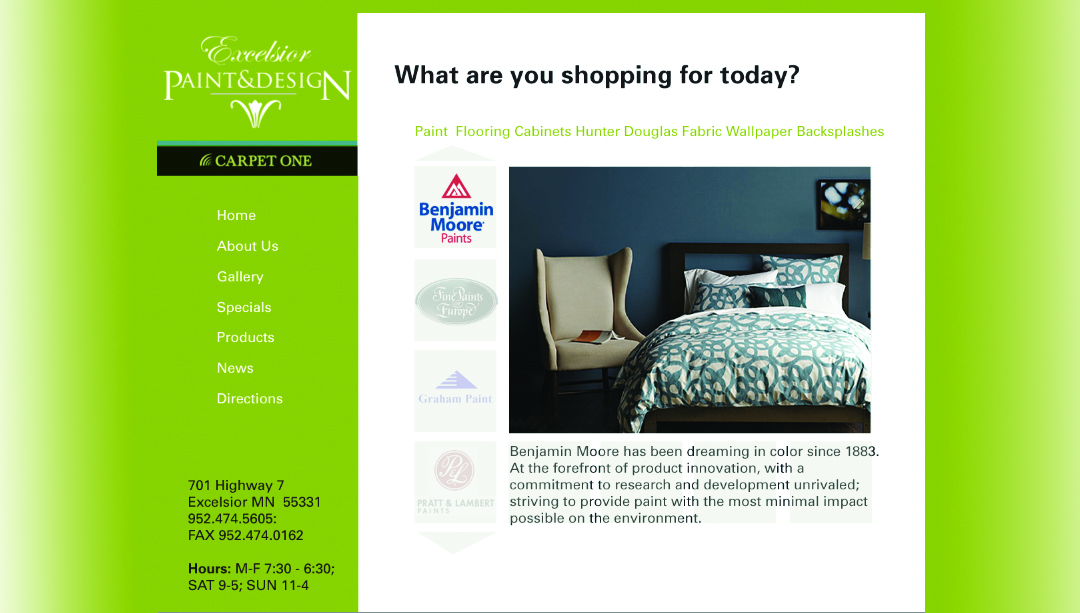 Excelsior
PAINT&DESIGN
CARPET ONE
Home
About Us
Gallery
Specials
Products
News
Directions
701 Highway 7
Excelsior MN  55331
952.474.5605:
FAX 952.474.0162
Hours: M-F 7:30 - 6:30;
SAT 9-5; SUN 11-4
What are you shopping for today?
Paint  Flooring Cabinets Hunter Douglas Fabric Wallpaper Backsplashes
Benjamin
Moore®
Paints
Fine Paints
of
Europe
Graham Paint
P&L
PRATT & LAMBERT
PAINTS
Benjamin Moore has been dreaming in color since 1883.
At the forefront of product innovation, with a
commitment to research and development unrivaled;
striving to provide paint with the most minimal impact
possible on the environment.